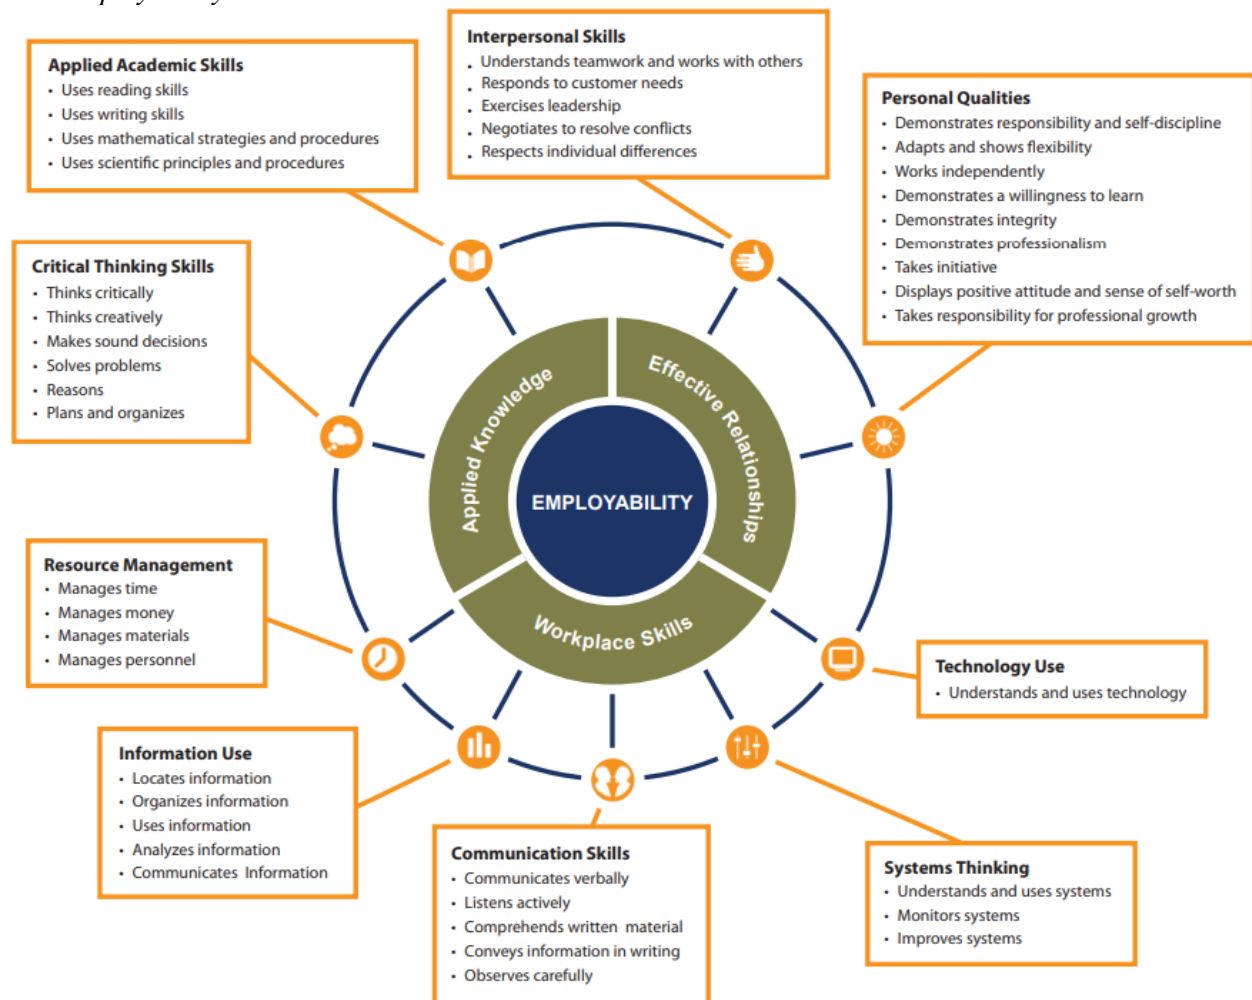 Interpersonal Skills
• Understands teamwork and works with others
• Responds to customer needs
• Exercises leadership
• Negotiates to resolve conflicts
• Respects individual differences
Applied Academic Skills
• Uses reading skills
• Uses writing skills
• Uses mathematical strategies and procedures
• Uses scientific principles and procedures
Personal Qualities
• Demonstrates responsibility and self-discipline
• Adapts and shows flexibility
• Works independently
• Demonstrates a willingness to learn
• Demonstrates integrity
• Demonstrates professionalism
• Takes initiative
• Displays positive attitude and sense of self-worth
• Takes responsibility for professional growth
Critical Thinking Skills
• Thinks critically
• Thinks creatively
• Makes sound decisions
• Solves problems
• Reasons
• Plans and organizes
Applied Knowledge
Effective Relationships
EMPLOYABILITY
Workplace Skills
Resource Management
• Manages time
• Manages money
• Manages materials
• Manages personnel
Technology Use
• Understands and uses technology
Information Use
• Locates information
• Organizes information
• Uses information
• Analyzes information
• Communicates Information
Communication Skills
• Communicates verbally
• Listens actively
• Comprehends written material
• Conveys information in writing
• Observes carefully
Systems Thinking
• Understands and uses systems
• Monitors systems
• Improves systems